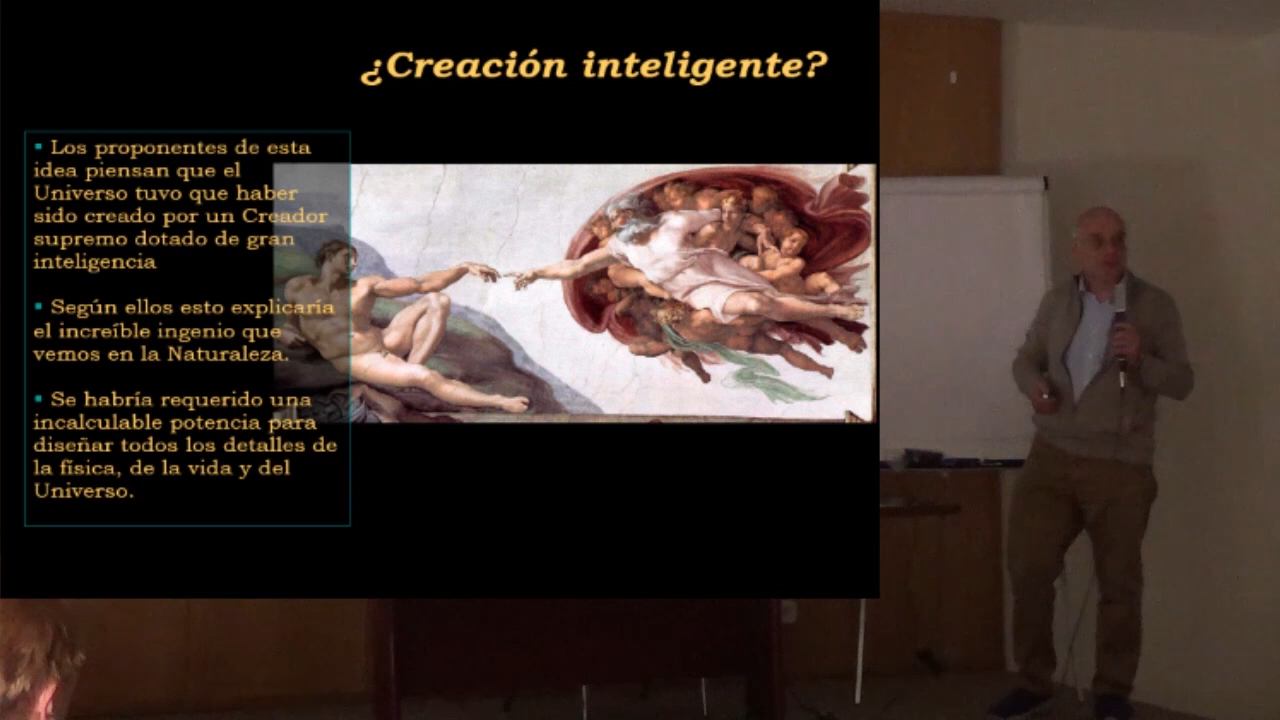 ¿Creación inteligente?
▪ Los proponentes de esta
idea piensan que el
Universo tuvo que haber
sido creado por un Creador
supremo dotado de gran
inteligencia
▪ Según ellos esto explicaría
el increíble ingenio que
vemos en la Naturaleza.
▪ Se habría requerido una
incalculable potencia para
diseñar todos los detalles de
la física, de la vida y del
Universo.